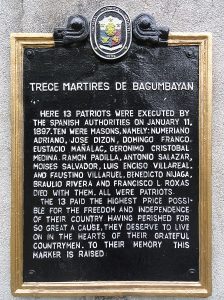 TRECE MARTIRES DE BAGUMBAYAN
HERE 13 PATRIOTS WERE EXECUTED BY
THE SPANISH AUTHORITIES ON JANUARY 11,
1897. TEN WERE MASONS, NAMELY: NUMERIANO
ADRIANO, JOSE DIZON, DOMINGO FRANCO,
EUSTACIO MAÑALAC, GERONIMO CRISTOBAL
MEDINA, RAMON PADILLA, ANTONIO SALAZAR,
MOISES SALVADOR, LUIS ENCISO VILLAREAL,
AND FAUSTINO VILLARUEL. BENEDICTO NIJAGA,
BRAULIO RIVERA AND FRANCISCO L. ROXAS
DIED WITH THEM. ALL WERE PATRIOTS.
THE 13 PAID THE HIGHEST PRICE POSSI-
BLE FOR THE FREEDOM AND INDEPENDENCE
OF THEIR COUNTRY HAVING PERISHED FOR
SO GREAT A CAUSE, THEY DESERVE TO LIVE
ON IN THE HEARTS OF THEIR GRATEFUL
COUNTRYMEN. TO THEIR MEMORY THIS
MARKER IS RAISED